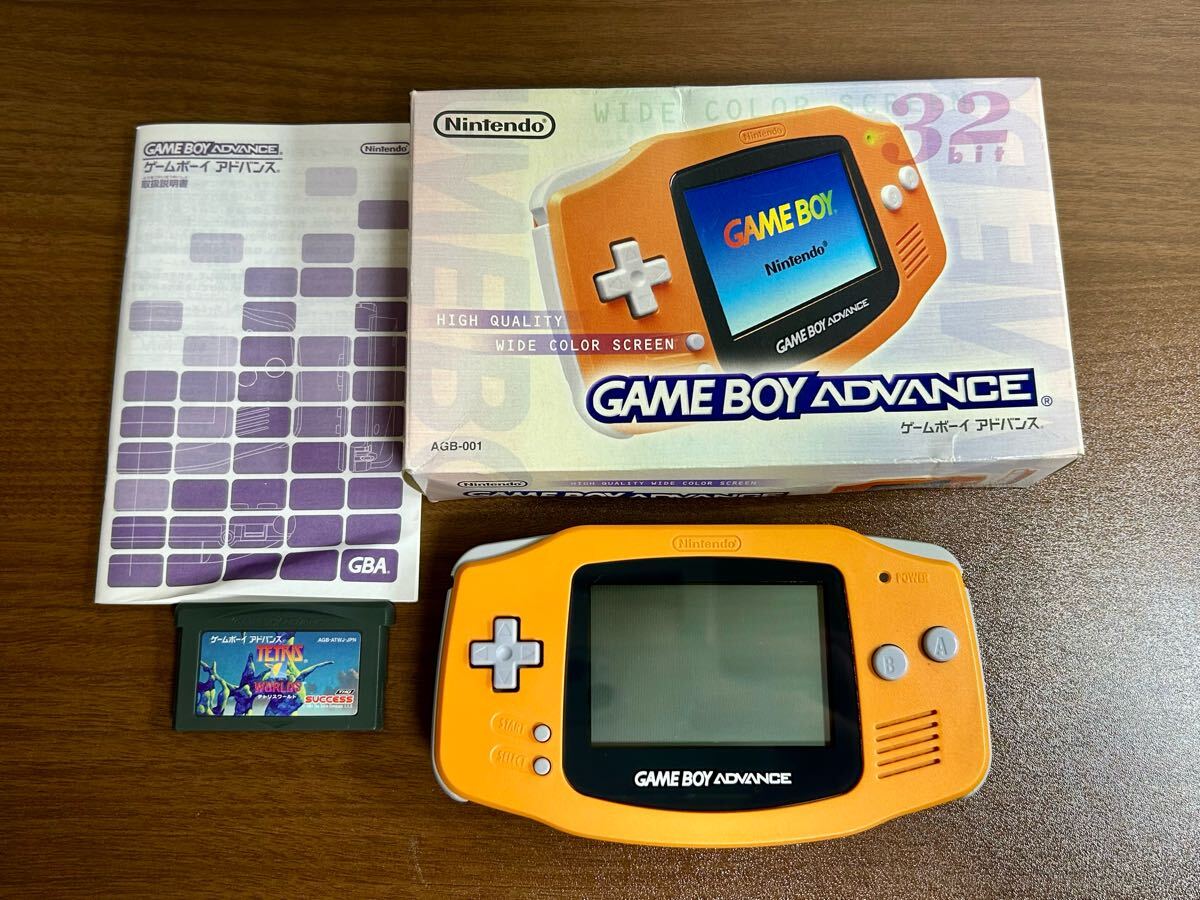 GAME BOY ADVANCE
Nintendo
ゲームボーイ アドバンス
取扱説明書
GBA
Nintendo®
WIDE COLOR SCREEN
32
bit
Nintendo
GAME BOY
Nintendo®
GAME BOY ADVANCE
HIGH QUALITY
WIDE COLOR SCREEN
GAME BOY ADVANCE®
ゲームボーイ アドバンス
AGB-001
Nintendo
HIGH QUALITY WIDE COLOR SCREEN
GAME BOY ADVANCE
GAME BOY ADVANCE
ゲームボーイ アドバンス
AGB-ATWJ-JPN
TETRIS
WORLDS
テトリスワールド
THQ
SUCCESS
Nintendo
POWER
B
A
START
SELECT
GAME BOY ADVANCE